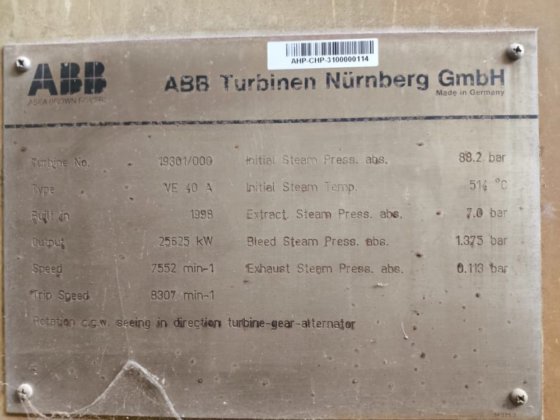 AHP-CHP-3100000114
ABB
ASEA BROWN BOVERI
ABB Turbinen Nürnberg GmbH
Made in Germany
Turbine No. 19301/000 Initial Steam Press. abs. 88.2 bar
Type VE 40 A Initial Steam Temp. 514 °C
Built in 1998 Extract. Steam Press. abs. 7.0 bar
Output 25625 kW Bleed Steam Press. abs. 1.375 bar
Speed 7552 min-1 Exhaust Steam Press. abs. 0.113 bar
Trip Speed 8307 min-1
Rotation c.c.w. seeing in direction turbine-gear-alternator